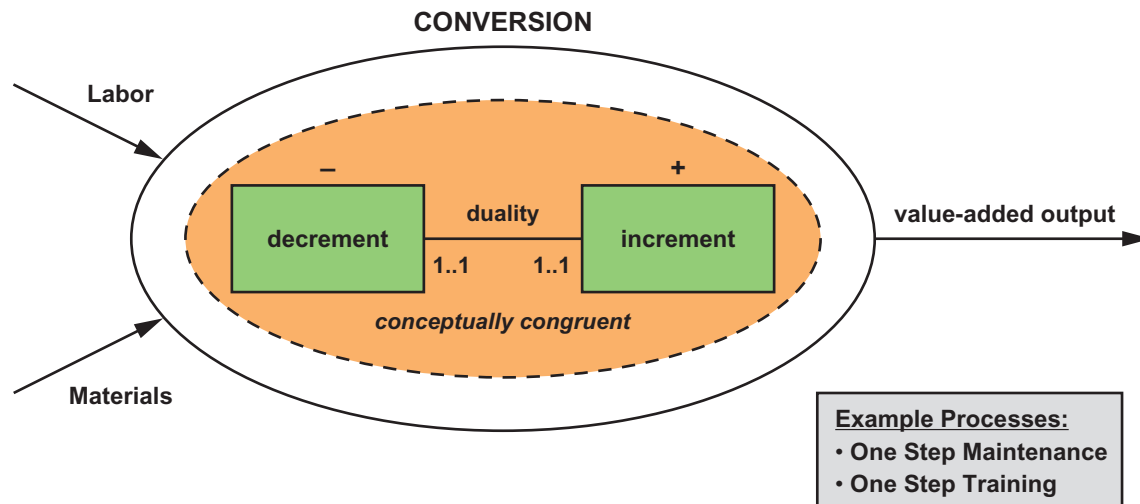 CONVERSION
Labor
– +
duality
decrement increment
value-added output
1..1 1..1
conceptually congruent
Materials
Example Processes:
• One Step Maintenance
• One Step Training